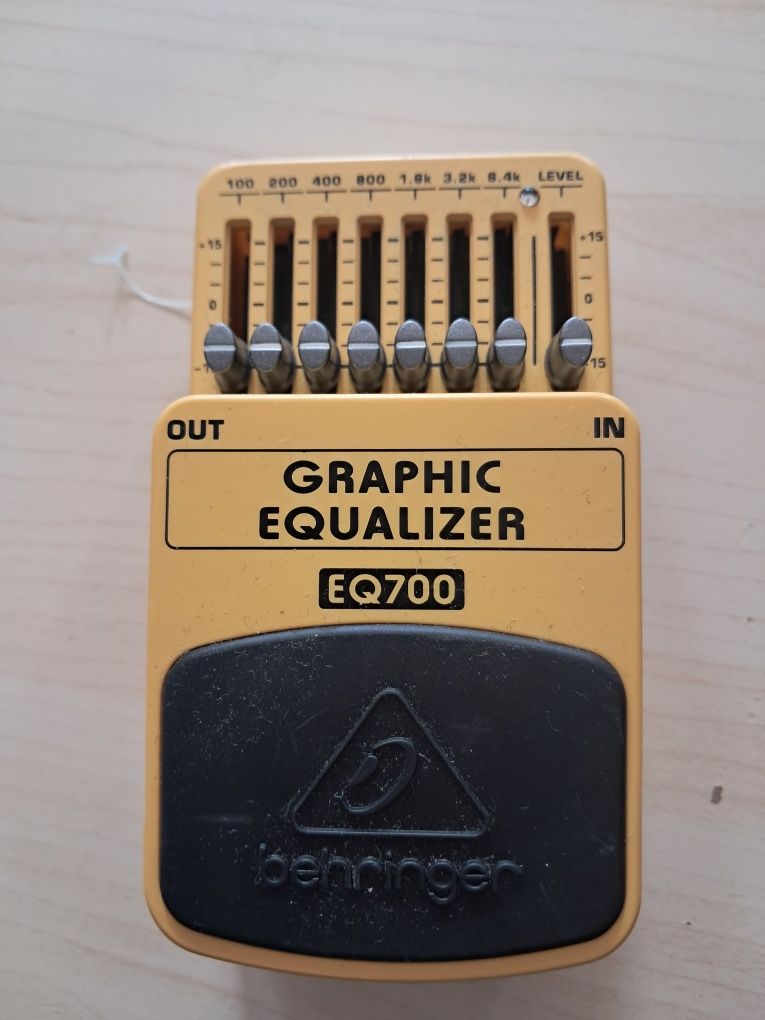 100 200 400 800 1.6k 3.2k 6.4k LEVEL
+15 +15
0 0
15
OUT IN
GRAPHIC
EQUALIZER
EQ700
behringer